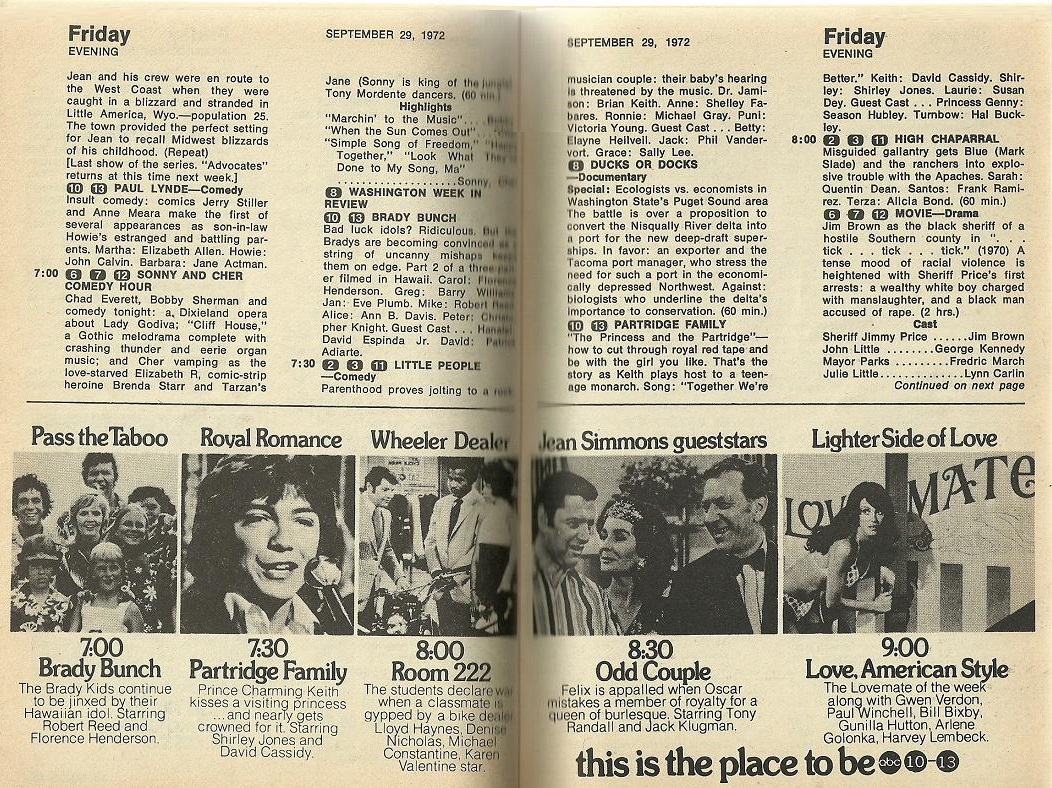 Friday
EVENING
SEPTEMBER 29, 1972
Jean and his crew were en route to
the West Coast when they were
caught in a blizzard and stranded in
Little America, Wyo.—population 25.
The town provided the perfect setting
for Jean to recall Midwest blizzards
of his childhood. (Repeat)
[Last show of the series. "Advocates"
returns at this time next week.]
10 13 PAUL LYNDE—Comedy
Insult comedy: comics Jerry Stiller
and Anne Meara make the first of
several appearances as son-in-law
Howie's estranged and battling par-
ents. Martha: Elizabeth Allen. Howie:
John Calvin. Barbara: Jane Actman.
7:00 6 7 12 SONNY AND CHER
COMEDY HOUR
Chad Everett, Bobby Sherman and
comedy tonight: a Dixieland opera
about Lady Godiva; "Cliff House,"
a Gothic melodrama complete with
crashing thunder and eerie organ
music; and Cher vamping as the
love-starved Elizabeth R, comic-strip
heroine Brenda Starr and Tarzan's
Jane (Sonny is king of the jungle)
Tony Mordente dancers. (60 min.)
Highlights
"Marchin' to the Music"...
"When the Sun Comes Out"...
"Simple Song of Freedom,"
Together," "Look What They
Done to My Song, Ma"
....................Sonny,
8 WASHINGTON WEEK IN
REVIEW
10 13 BRADY BUNCH
Bad luck idols? Ridiculous. But
Bradys are becoming convinced
string of uncanny mishaps
them on edge. Part 2 of a three
er filmed in Hawaii. Carol: Florence
Henderson. Greg: Barry Williams
Jan: Eve Plumb. Mike: Robert Reed
Alice: Ann B. Davis. Peter: Christo
pher Knight. Guest Cast . . .
David Espinda Jr. David:
Adiarte.
7:30 2 3 11 LITTLE PEOPLE
—Comedy
Parenthood proves jolting to a rock
SEPTEMBER 29, 1972
Friday
EVENING
musician couple: their baby's hearing
is threatened by the music. Dr. Jami-
son: Brian Keith. Anne: Shelley Fa-
bares. Ronnie: Michael Gray. Puni:
Victoria Young. Guest Cast . . . Betty:
Elayne Heilveil. Jack: Phil Vander-
vort. Grace: Sally Lee.
8 DUCKS OR DOCKS
—Documentary
Special: Ecologists vs. economists in
Washington State's Puget Sound area
The battle is over a proposition to
convert the Nisqually River delta into
a port for the new deep-draft super-
ships. In favor: an exporter and the
Tacoma port manager, who stress the
need for such a port in the economi-
cally depressed Northwest. Against:
biologists who underline the delta's
importance to conservation. (60 min.)
10 13 PARTRIDGE FAMILY
"The Princess and the Partridge"—
how to cut through royal red tape and
be with the girl you like. That's the
story as Keith plays host to a teen-
age monarch. Song: "Together We're
Better." Keith: David Cassidy. Shir-
ley: Shirley Jones. Laurie: Susan
Dey. Guest Cast . . . Princess Genny:
Season Hubley. Turnbow: Hal Buck-
ley.
8:00 2 3 11 HIGH CHAPARRAL
Misguided gallantry gets Blue (Mark
Slade) and the ranchers into explo-
sive trouble with the Apaches. Sarah:
Quentin Dean. Santos: Frank Rami-
rez. Terza: Alicia Bond. (60 min.)
6 7 12 MOVIE—Drama
Jim Brown as the black sheriff of a
hostile Southern county in ". . .
tick . . . tick . . . tick." (1970) A
tense mood of racial violence is
heightened with Sheriff Price's first
arrests: a wealthy white boy charged
with manslaughter, and a black man
accused of rape. (2 hrs.)
Cast
Sheriff Jimmy Price ......Jim Brown
John Little ........George Kennedy
Mayor Parks .........Fredric March
Julie Little..............Lynn Carlin
Continued on next page
Pass the Taboo
7:00
Brady Bunch
The Brady Kids continue
to be jinxed by their
Hawaiian idol. Starring
Robert Reed and
Florence Henderson.
Royal Romance
7:30
Partridge Family
Prince Charming Keith
kisses a visiting princess
...and nearly gets
crowned for it. Starring
Shirley Jones and
David Cassidy.
Wheeler Dealer
8:00
Room 222
The students declare war
when a classmate is
gypped by a bike dealer
Lloyd Haynes, Denise
Nicholas, Michael
Constantine, Karen
Valentine star.
Jean Simmons guest stars
8:30
Odd Couple
Felix is appalled when Oscar
mistakes a member of royalty for a
queen of burlesque. Starring Tony
Randall and Jack Klugman.
Lighter Side of Love
LOVE MATE
9:00
Love, American Style
The Lovemate of the week
along with Gwen Verdon,
Paul Winchell, Bill Bixby,
Gunilla Hutton, Arlene
Golonka, Harvey Lembeck.
this is the place to be abc 10-13